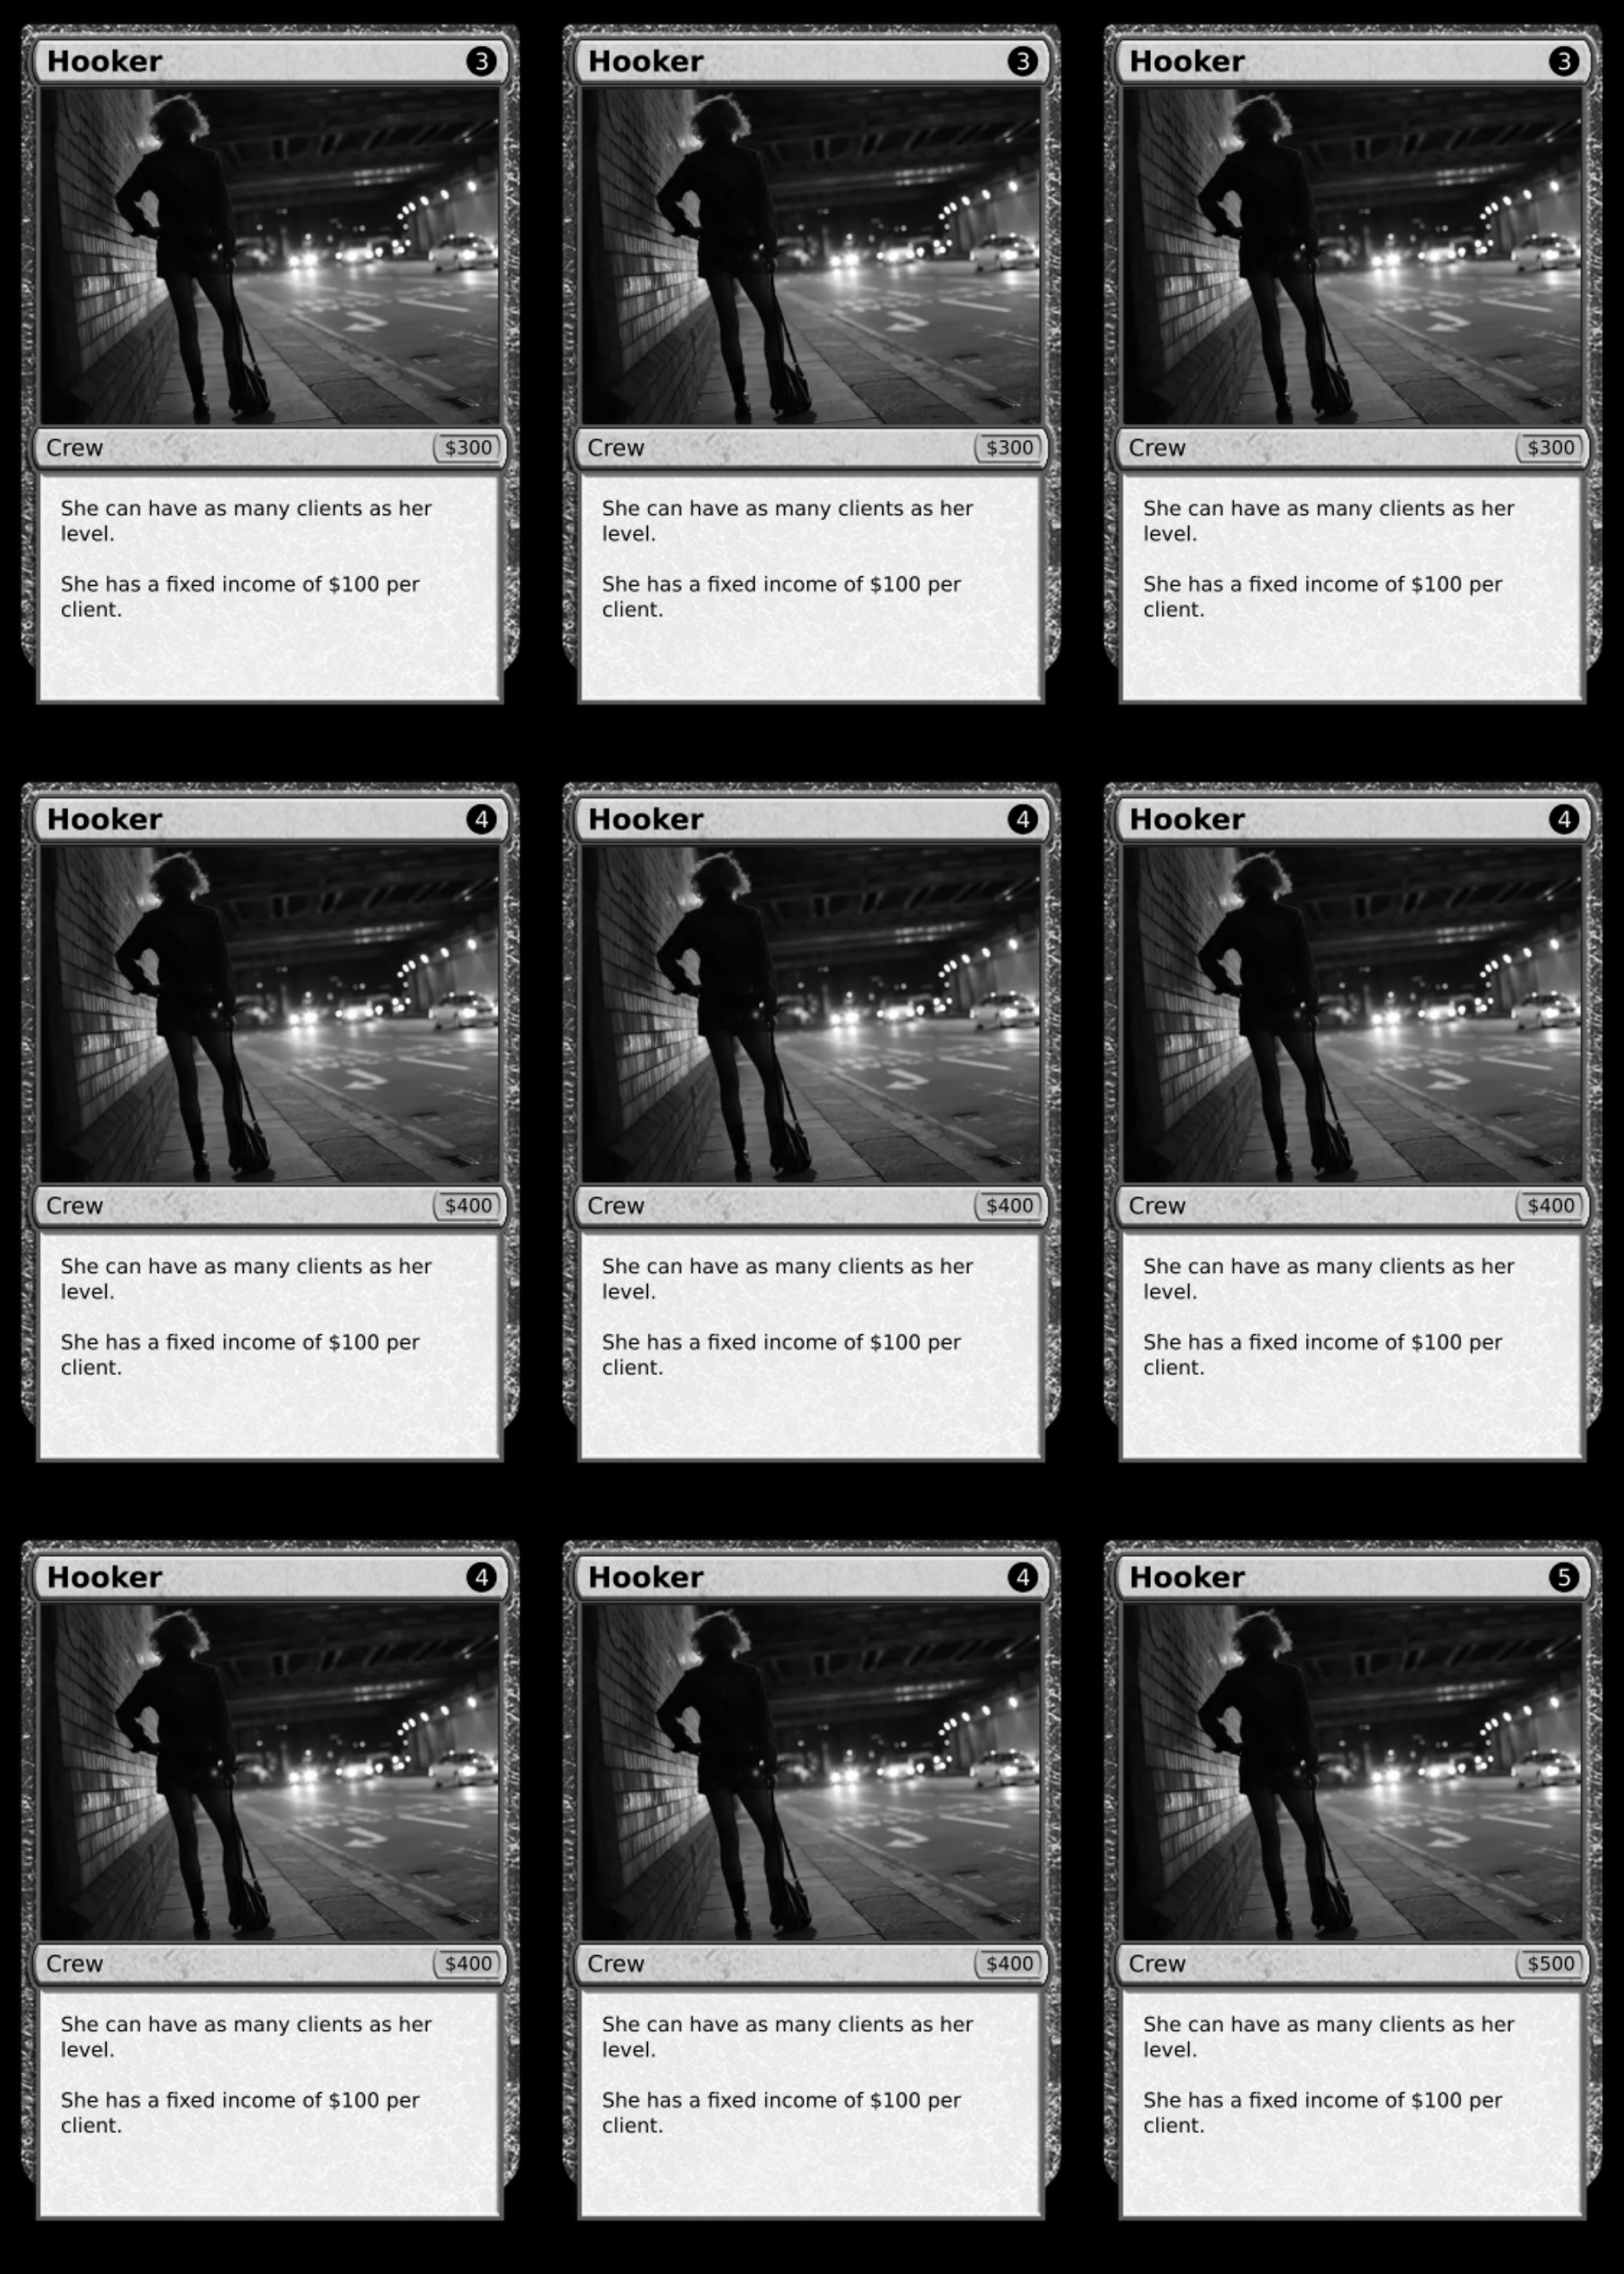 Hooker 3
Crew $300
She can have as many clients as her
level.
She has a fixed income of $100 per
client.
Hooker 3
Crew $300
She can have as many clients as her
level.
She has a fixed income of $100 per
client.
Hooker 3
Crew $300
She can have as many clients as her
level.
She has a fixed income of $100 per
client.
Hooker 4
Crew $400
She can have as many clients as her
level.
She has a fixed income of $100 per
client.
Hooker 4
Crew $400
She can have as many clients as her
level.
She has a fixed income of $100 per
client.
Hooker 4
Crew $400
She can have as many clients as her
level.
She has a fixed income of $100 per
client.
Hooker 4
Crew $400
She can have as many clients as her
level.
She has a fixed income of $100 per
client.
Hooker 4
Crew $400
She can have as many clients as her
level.
She has a fixed income of $100 per
client.
Hooker 5
Crew $500
She can have as many clients as her
level.
She has a fixed income of $100 per
client.